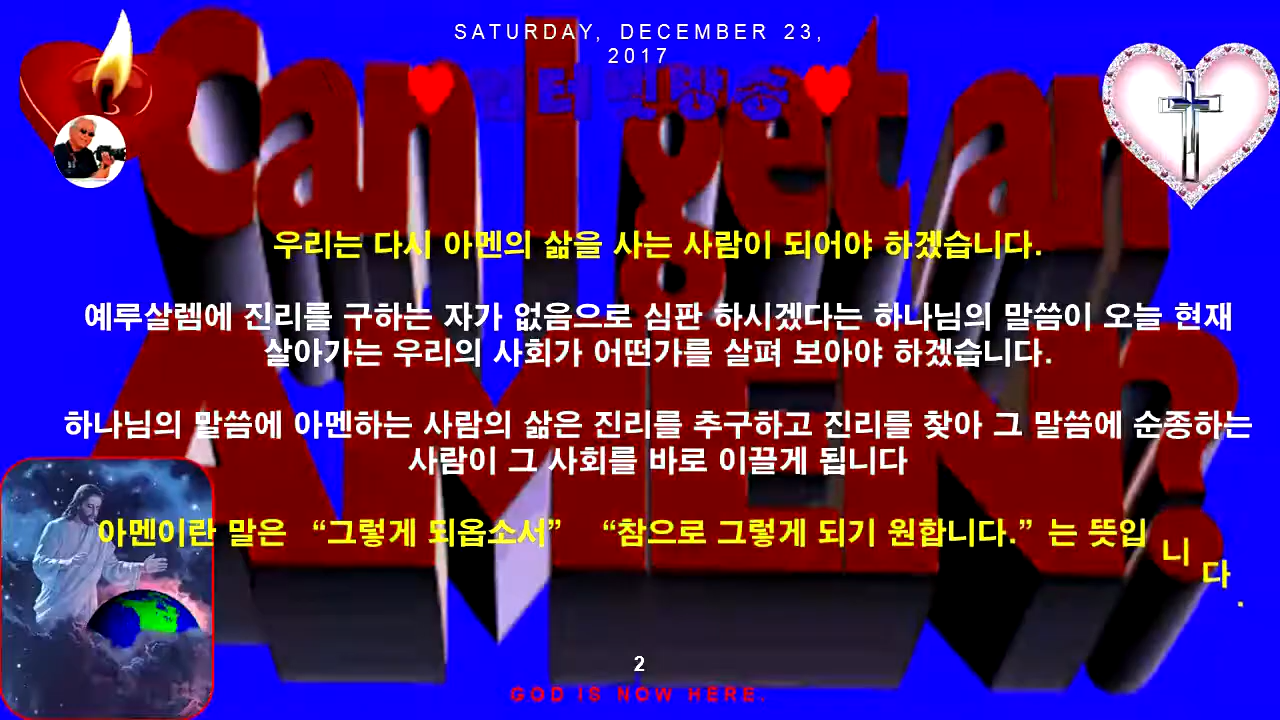 SATURDAY, DECEMBER 23,
2017
인터넷방송
Can I get an
AMEN?
우리는 다시 아멘의 삶을 사는 사람이 되어야 하겠습니다.
예루살렘에 진리를 구하는 자가 없음으로 심판 하시겠다는 하나님의 말씀이 오늘 현재
살아가는 우리의 사회가 어떤가를 살펴 보아야 하겠습니다.
하나님의 말씀에 아멘하는 사람의 삶은 진리를 추구하고 진리를 찾아 그 말씀에 순종하는
사람이 그 사회를 바로 이끌게 됩니다
아멘이란 말은 “그렇게 되옵소서” “참으로 그렇게 되기 원합니다.” 는 뜻입니다.
2
GOD IS NOW HERE.